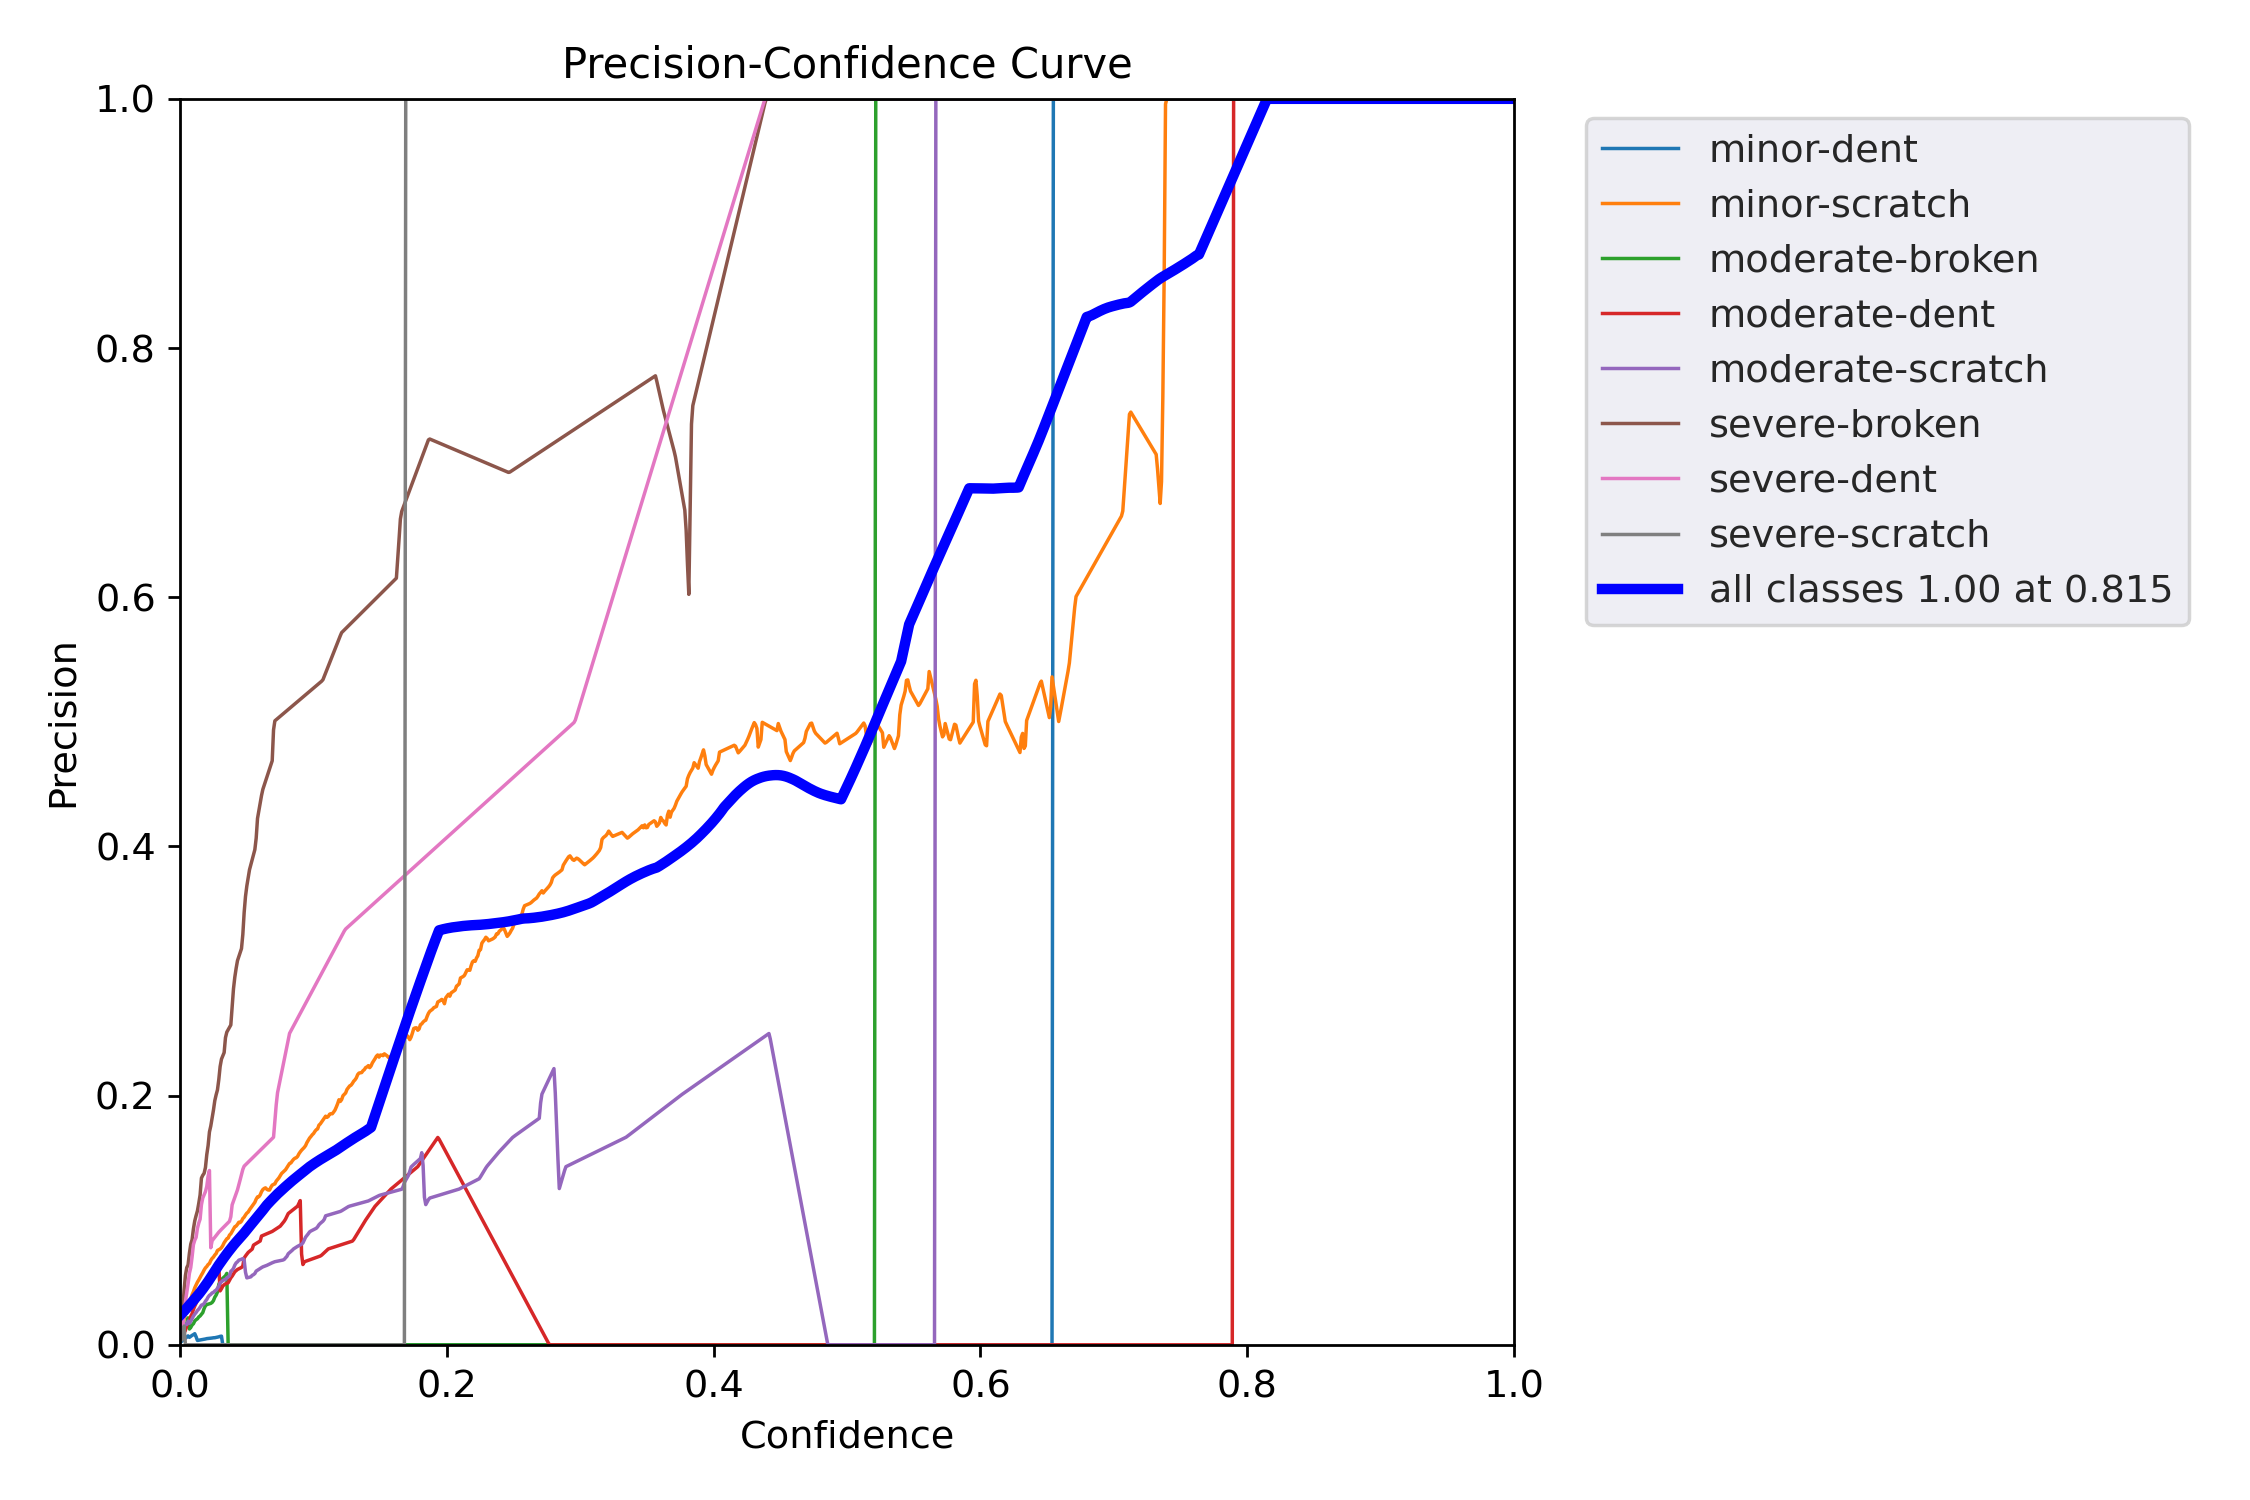 Precision-Confidence Curve
1.0
0.8
0.6
0.4
0.2
0.0
Precision
0.0 0.2 0.4 0.6 0.8 1.0
Confidence
minor-dent
minor-scratch
moderate-broken
moderate-dent
moderate-scratch
severe-broken
severe-dent
severe-scratch
all classes 1.00 at 0.815